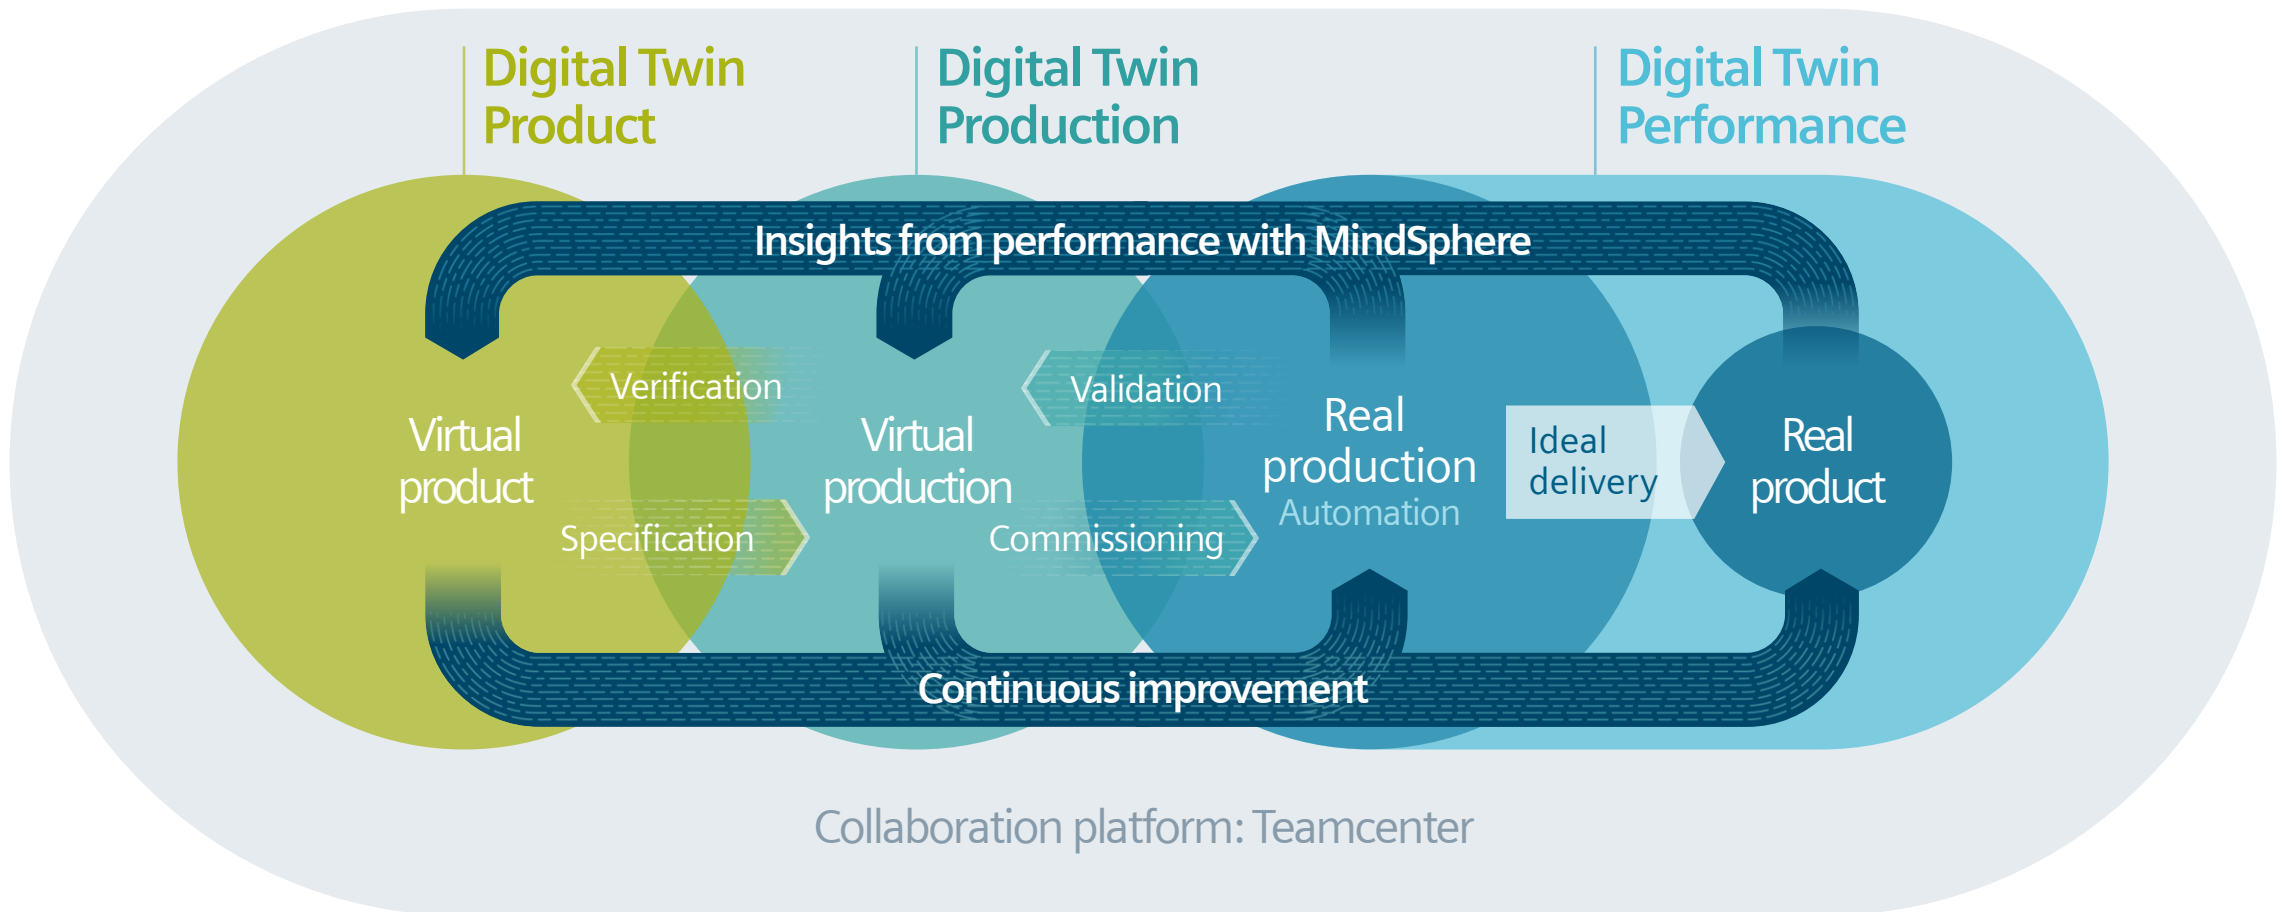 Digital Twin
Product
Digital Twin
Production
Digital Twin
Performance
Insights from performance with MindSphere
Verification
Validation
Virtual
product
Virtual
production
Real
production
Automation
Ideal
delivery
Real
product
Specification
Commissioning
Continuous improvement
Collaboration platform: Teamcenter